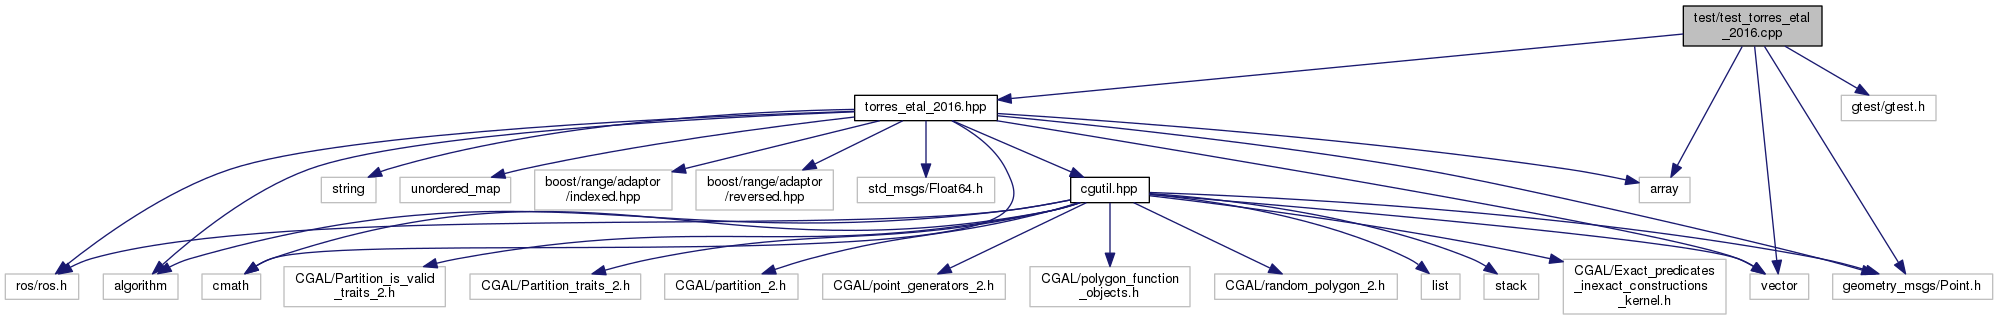 test/test_torres_etal
_2016.cpp
torres_etal_2016.hpp
gtest/gtest.h
string
unordered_map
boost/range/adaptor
/indexed.hpp
boost/range/adaptor
/reversed.hpp
std_msgs/Float64.h
cgutil.hpp
array
ros/ros.h
algorithm
cmath
CGAL/Partition_is_valid
_traits_2.h
CGAL/Partition_traits_2.h
CGAL/partition_2.h
CGAL/point_generators_2.h
CGAL/polygon_function
_objects.h
CGAL/random_polygon_2.h
list
stack
CGAL/Exact_predicates
_inexact_constructions
_kernel.h
vector
geometry_msgs/Point.h